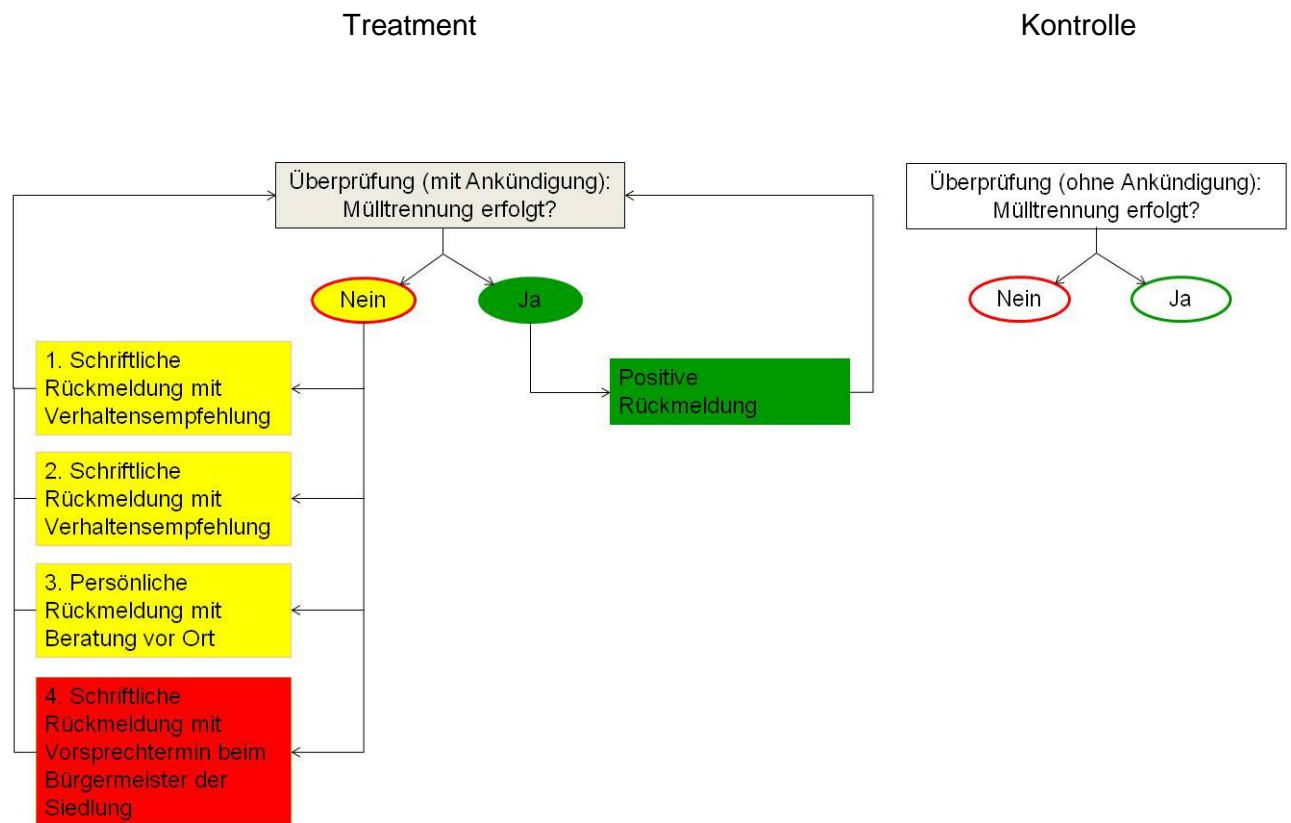 Treatment
Kontrolle
Überprüfung (mit Ankündigung):
Mülltrennung erfolgt?
Überprüfung (ohne Ankündigung):
Mülltrennung erfolgt?
Nein
Ja
Nein
Ja
1. Schriftliche
Rückmeldung mit
Verhaltensempfehlung
Positive
Rückmeldung
2. Schriftliche
Rückmeldung mit
Verhaltensempfehlung
3. Persönliche
Rückmeldung mit
Beratung vor Ort
4. Schriftliche
Rückmeldung mit
Vorsprechtermin beim
Bürgermeister der
Siedlung